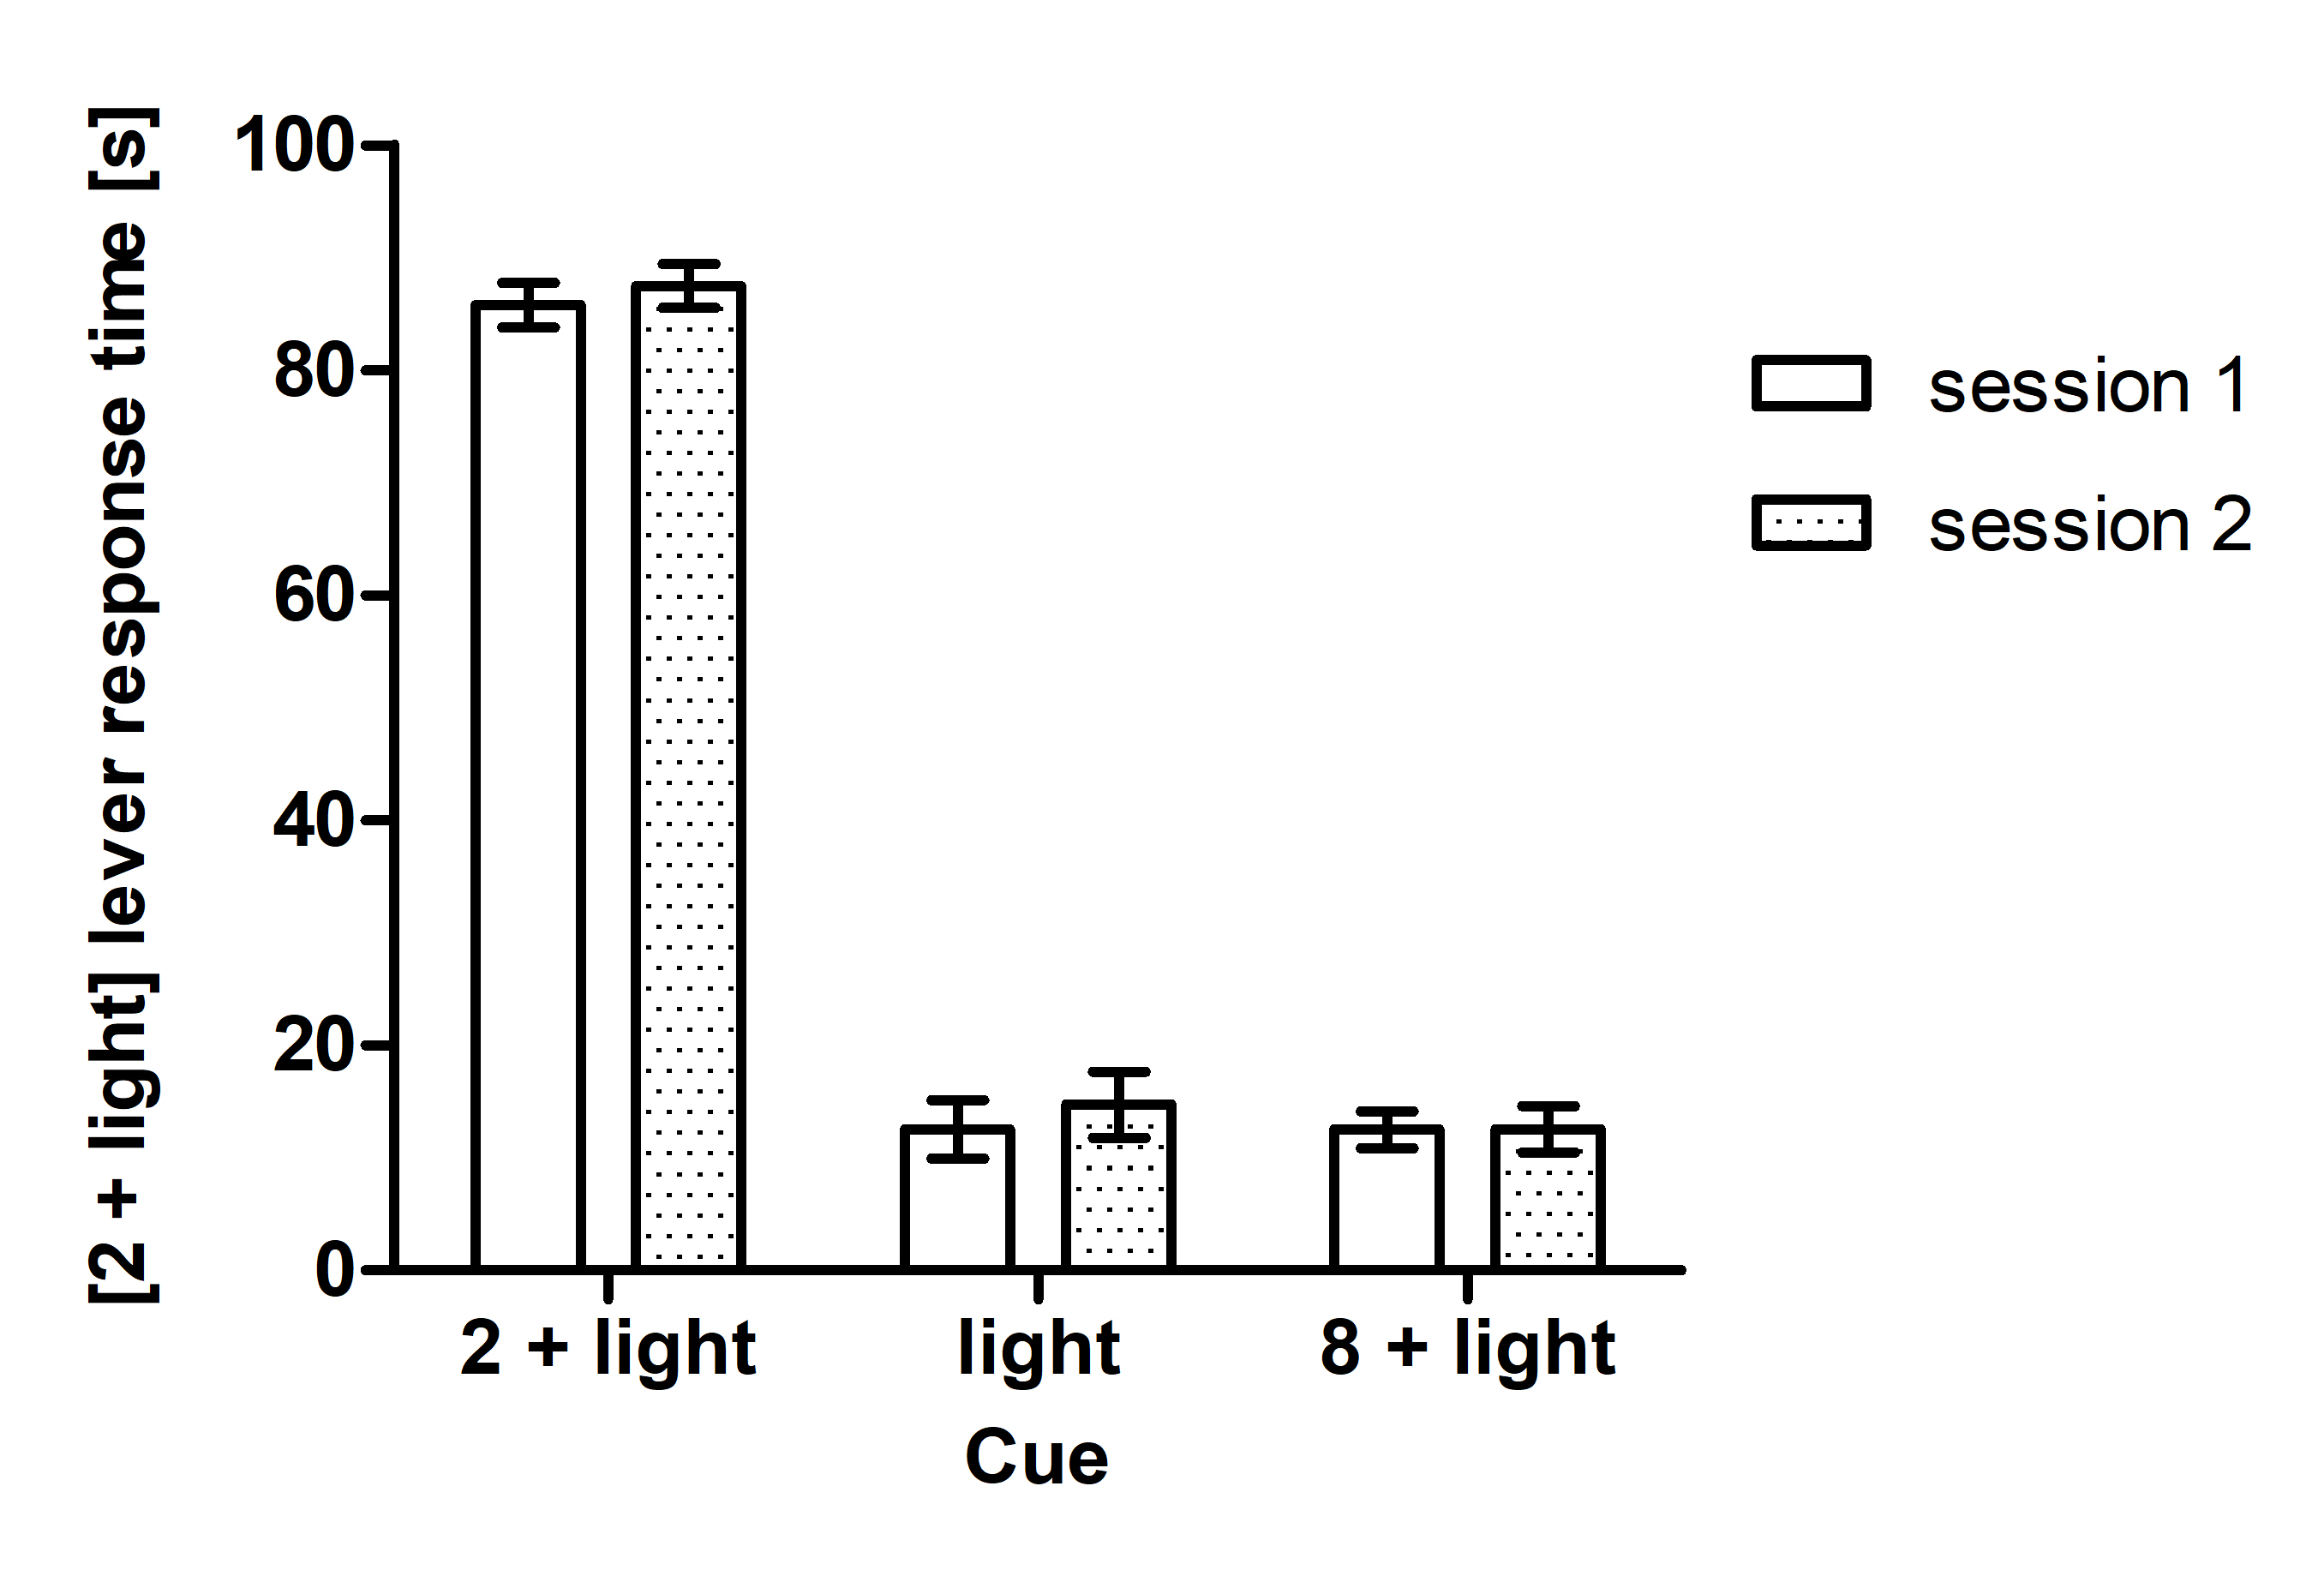 [2 + light] lever response time [s]
100
80
60
40
20
0
2 + light
light
8 + light
Cue
session 1
session 2